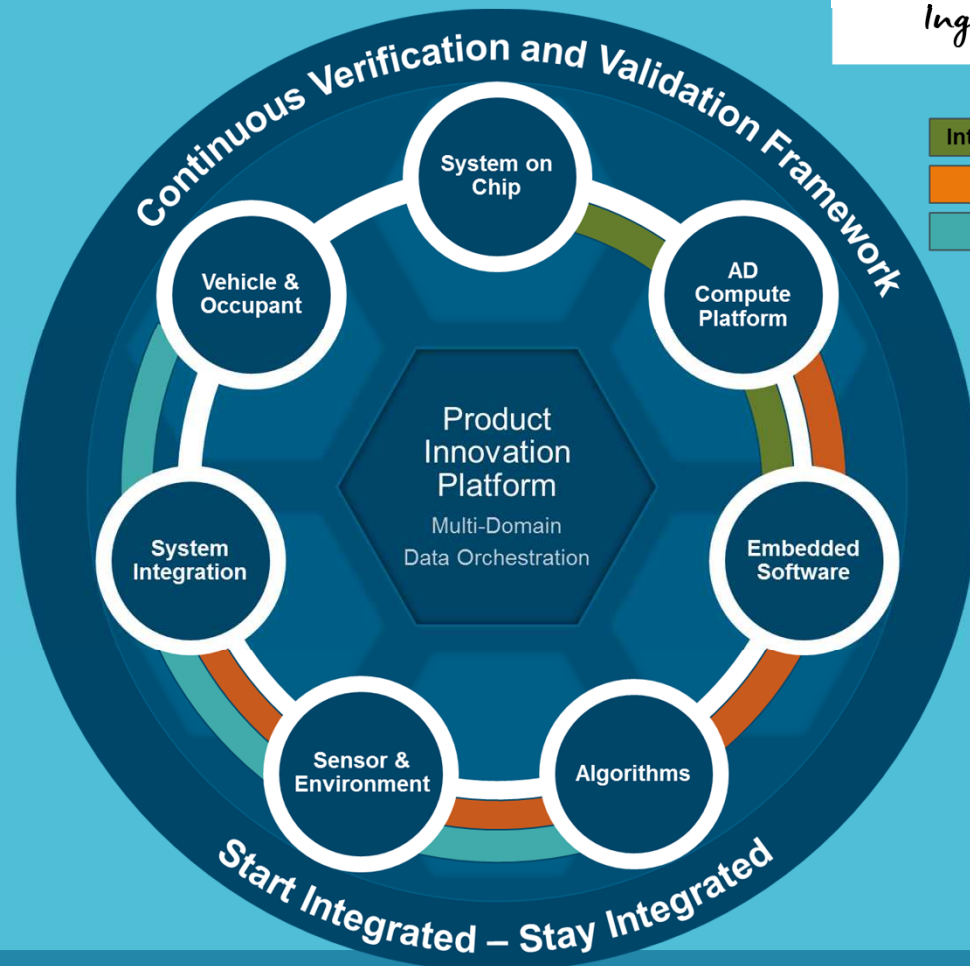 Continuous Verification and Validation Framework
System on
Chip
AD
Compute
Platform
Vehicle &
Occupant
Product
Innovation
Platform
Multi-Domain
Data Orchestration
System
Integration
Embedded
Software
Sensor &
Environment
Algorithms
Start Integrated – Stay Integrated